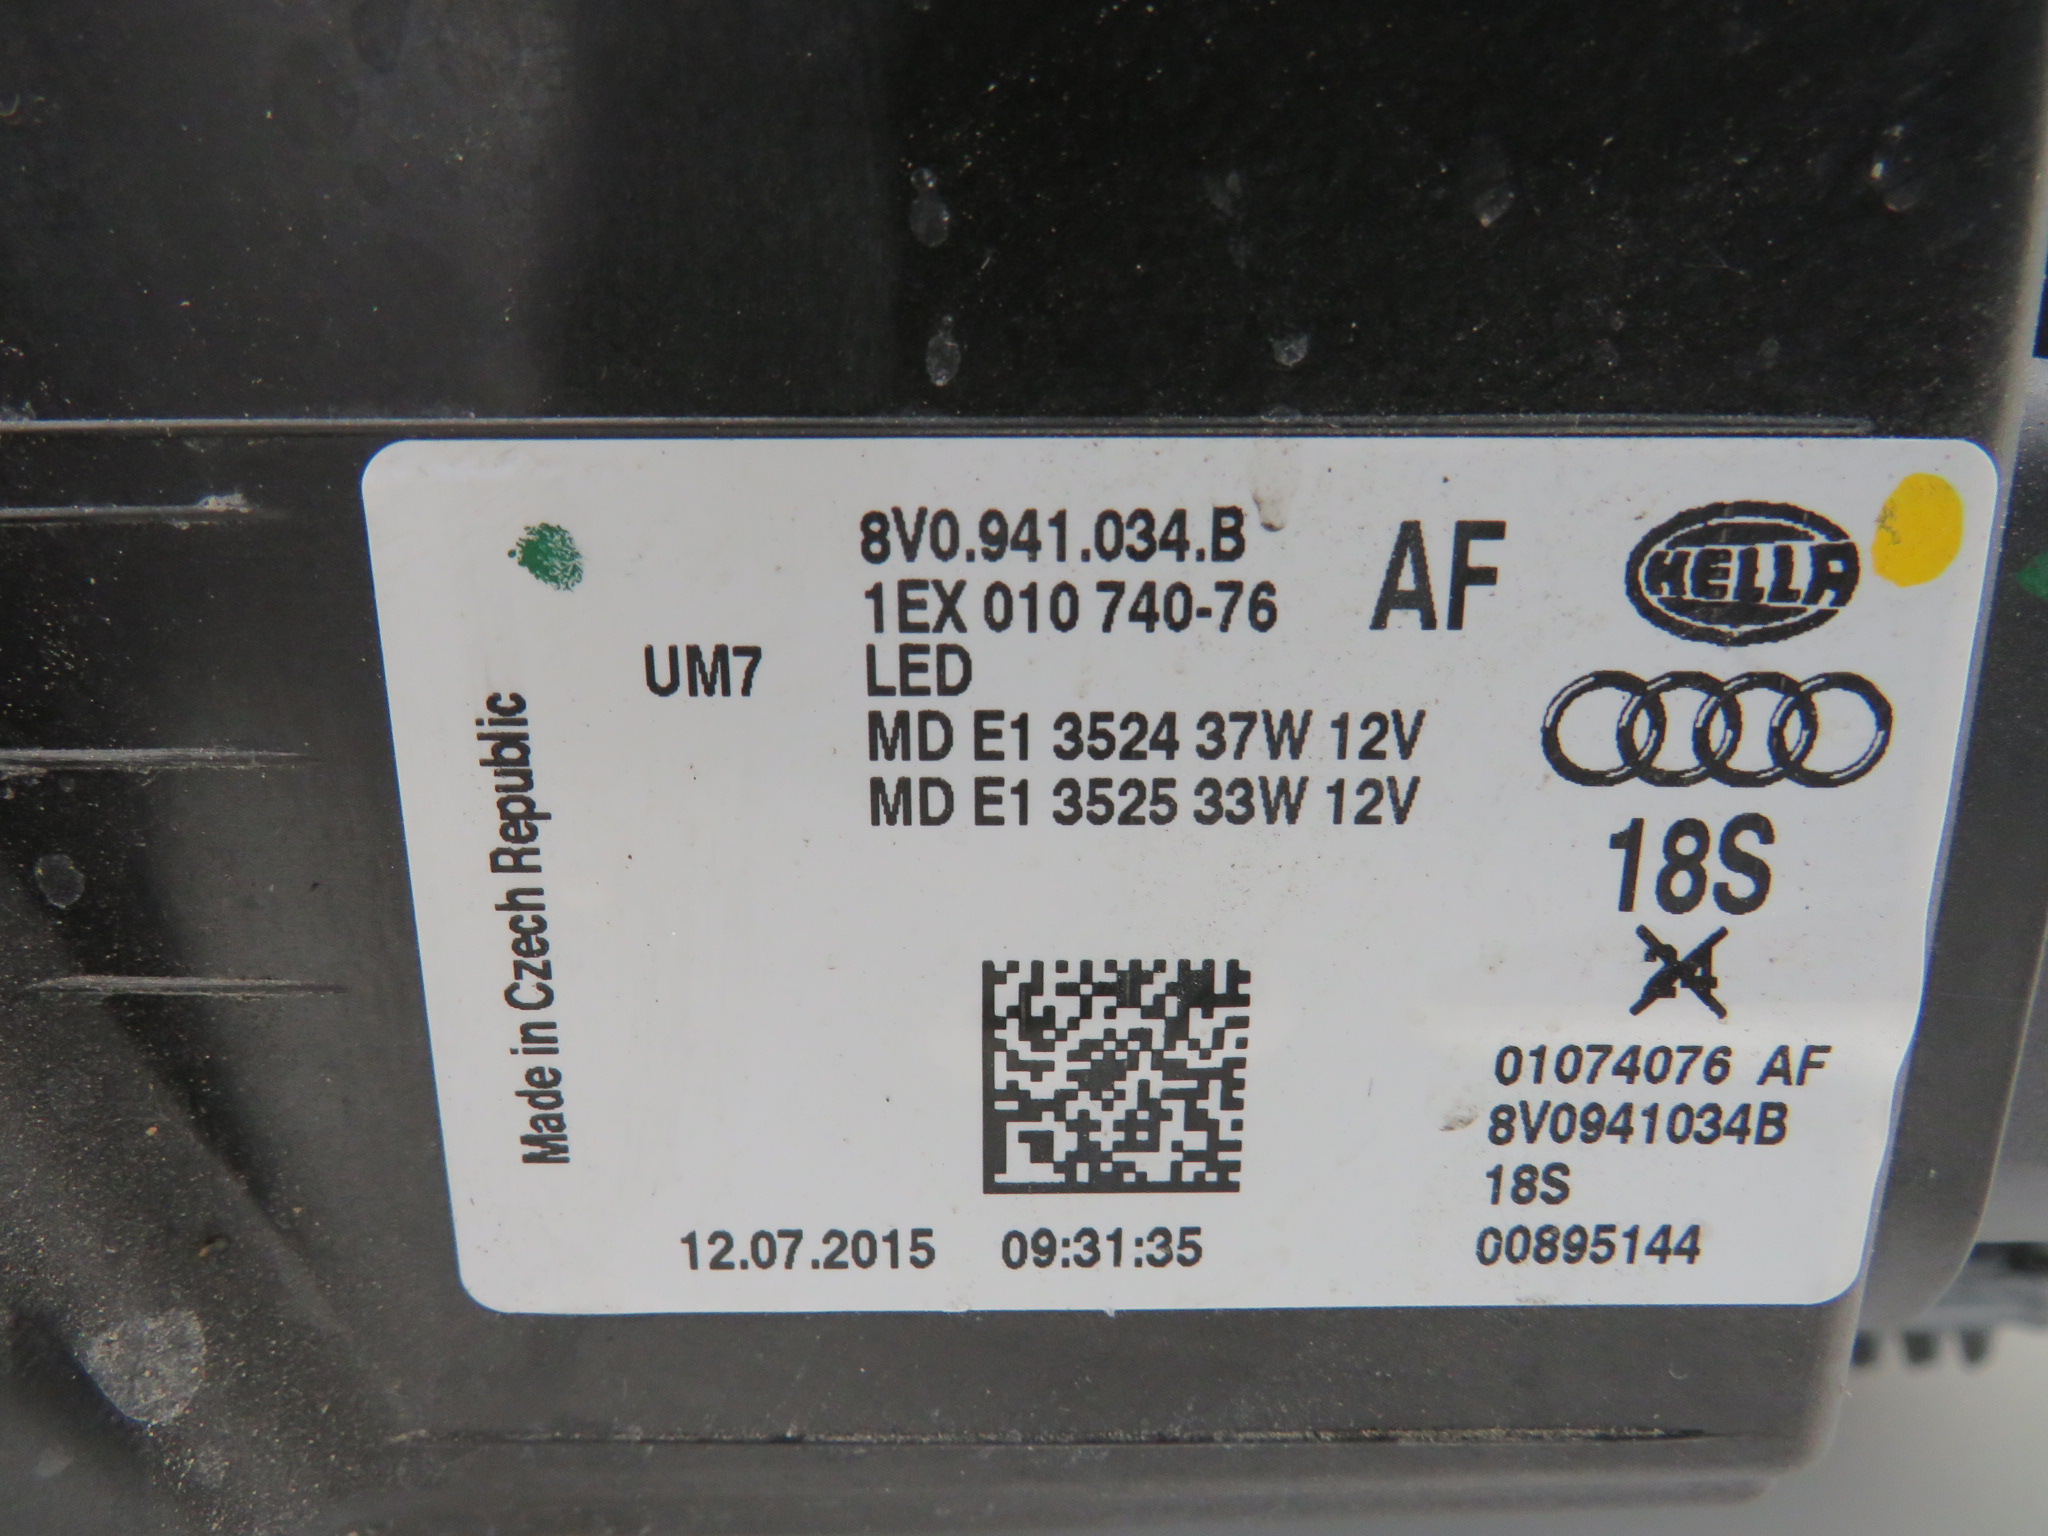 8V0.941.034.B
1EX 010 740-76
AF
HELLA
UM7
LED
MD E1 3524 37W 12V
MD E1 3525 33W 12V
18S
24
Made in Czech Republic
01074076 AF
8V0941034B
18S
00895144
12.07.2015 09:31:35